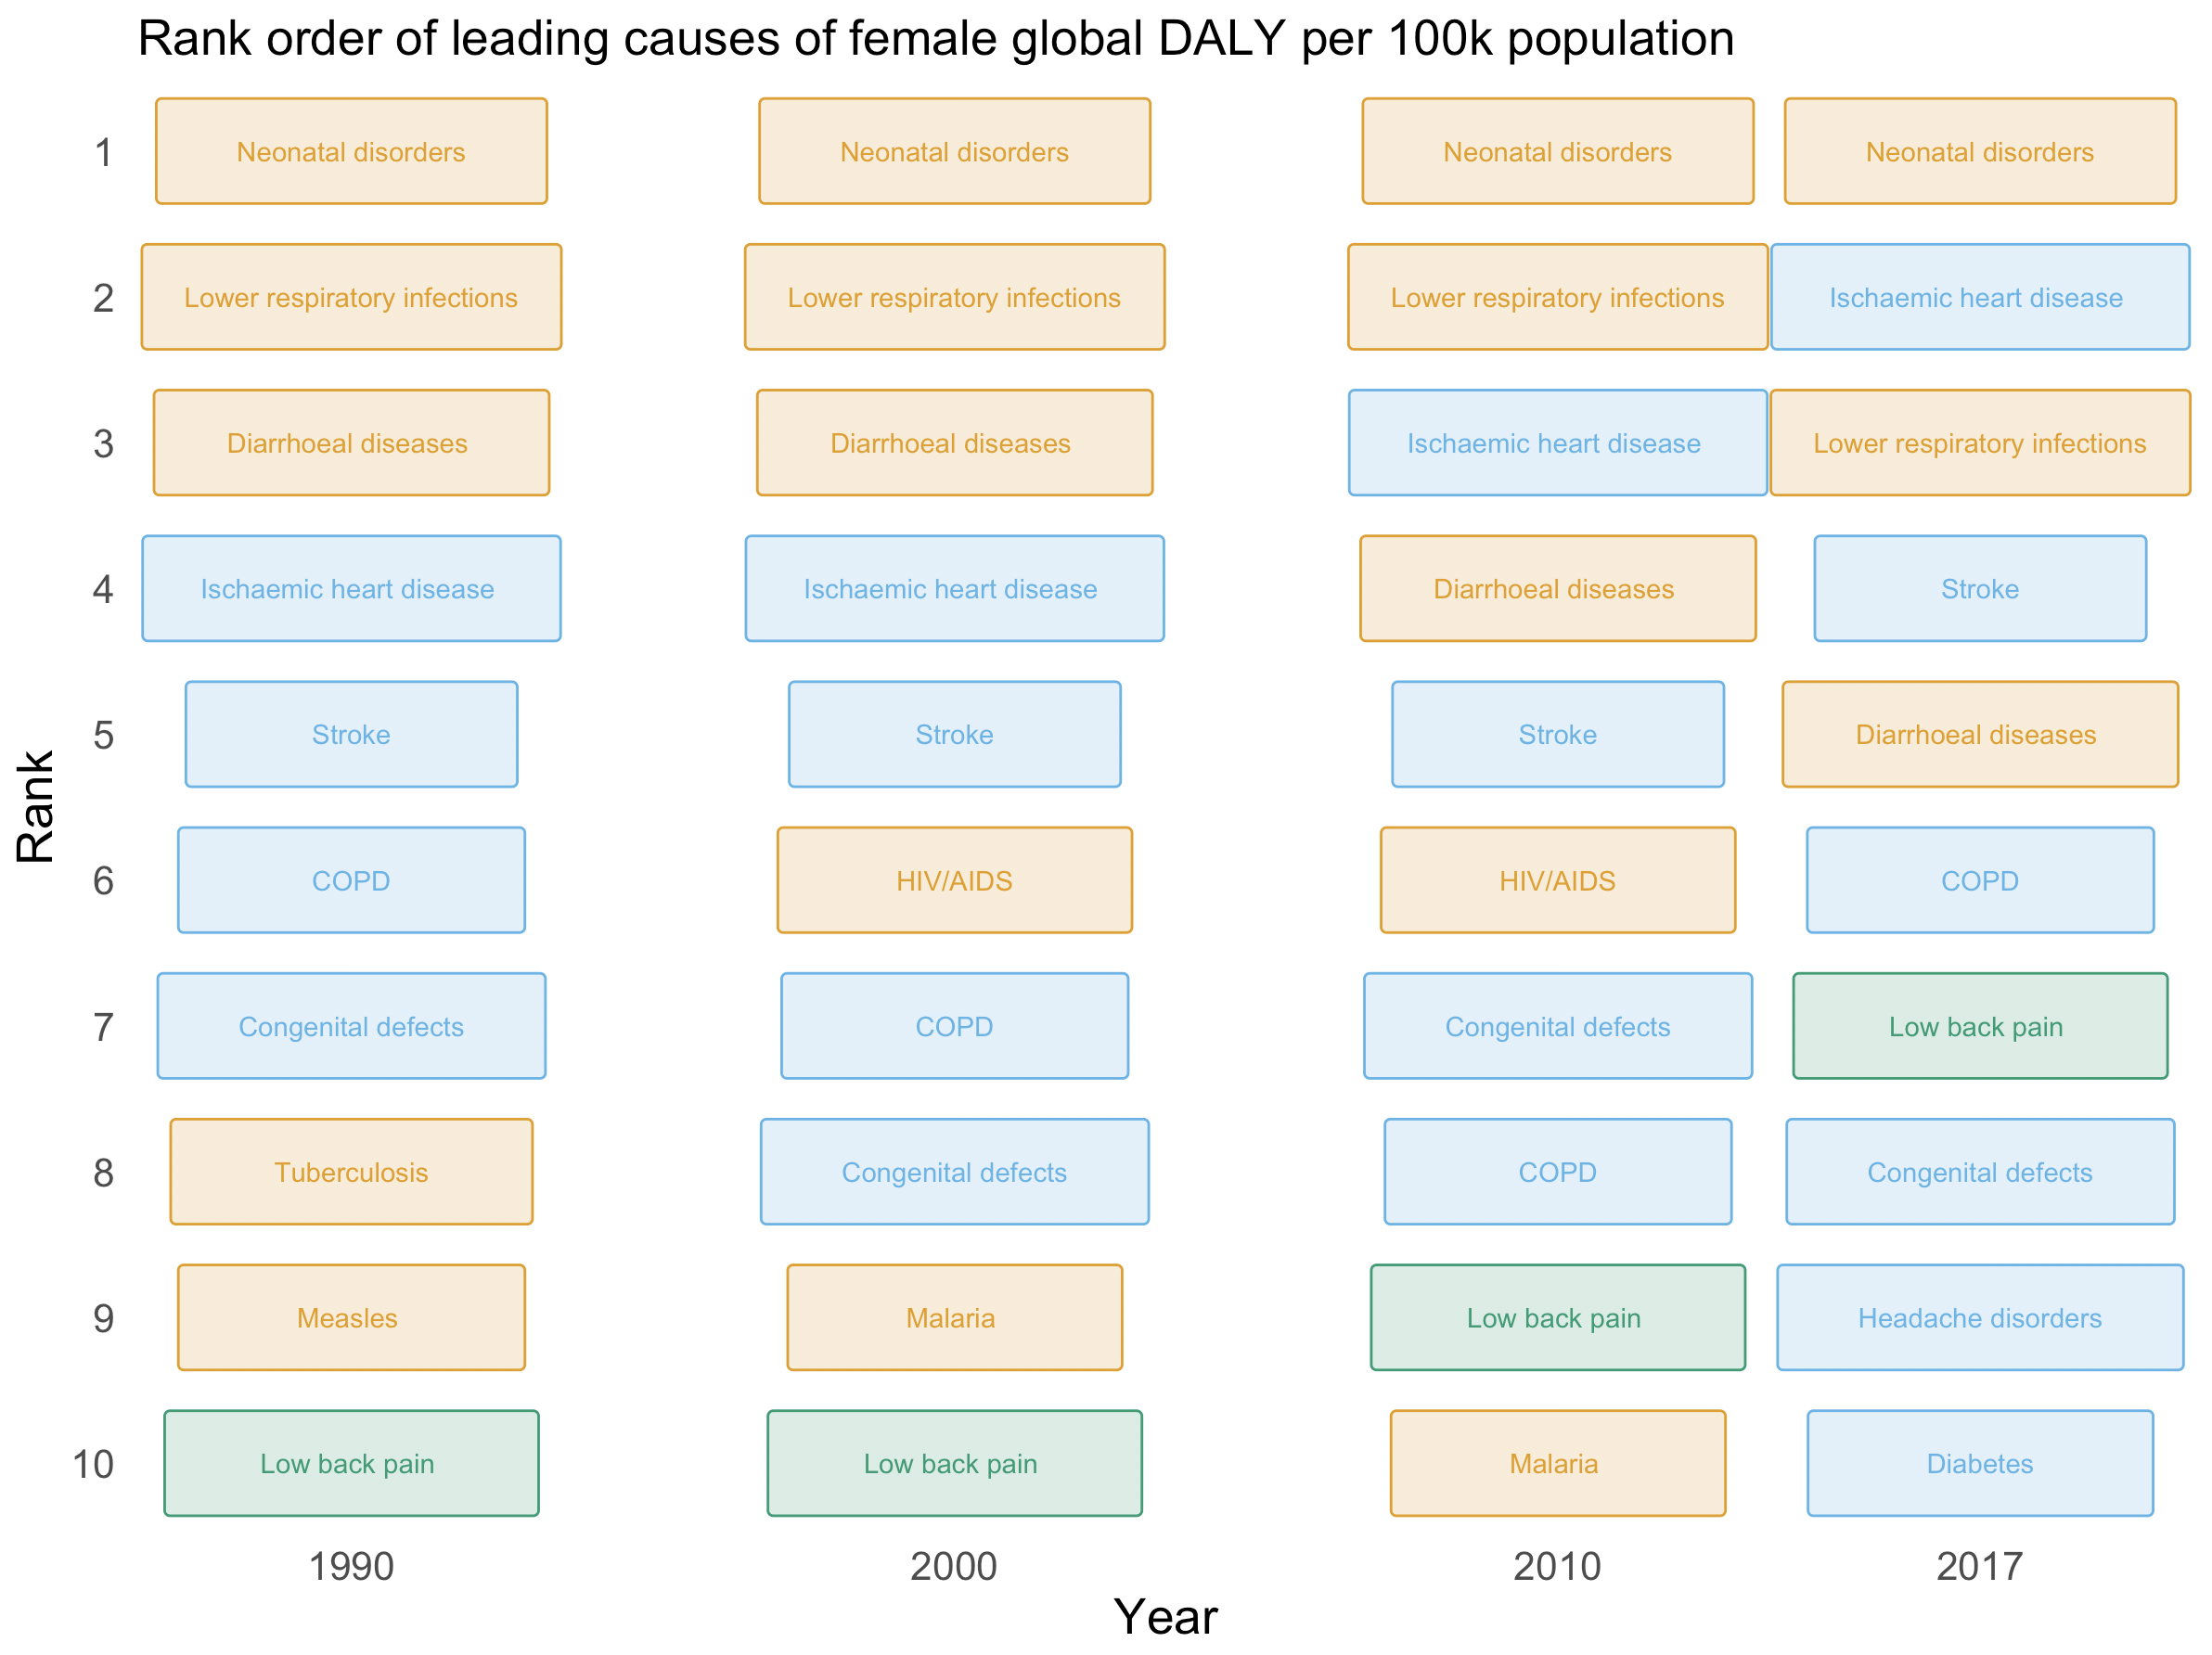 Rank order of leading causes of female global DALY per 100k population
Rank
1
Neonatal disorders
Neonatal disorders
Neonatal disorders
Neonatal disorders
2
Lower respiratory infections
Lower respiratory infections
Lower respiratory infections
Ischaemic heart disease
3
Diarrhoeal diseases
Diarrhoeal diseases
Ischaemic heart disease
Lower respiratory infections
4
Ischaemic heart disease
Ischaemic heart disease
Diarrhoeal diseases
Stroke
5
Stroke
Stroke
Stroke
Diarrhoeal diseases
6
COPD
HIV/AIDS
HIV/AIDS
COPD
7
Congenital defects
COPD
Congenital defects
Low back pain
8
Tuberculosis
Congenital defects
COPD
Congenital defects
9
Measles
Malaria
Low back pain
Headache disorders
10
Low back pain
Low back pain
Malaria
Diabetes
1990
2000
2010
2017
Year